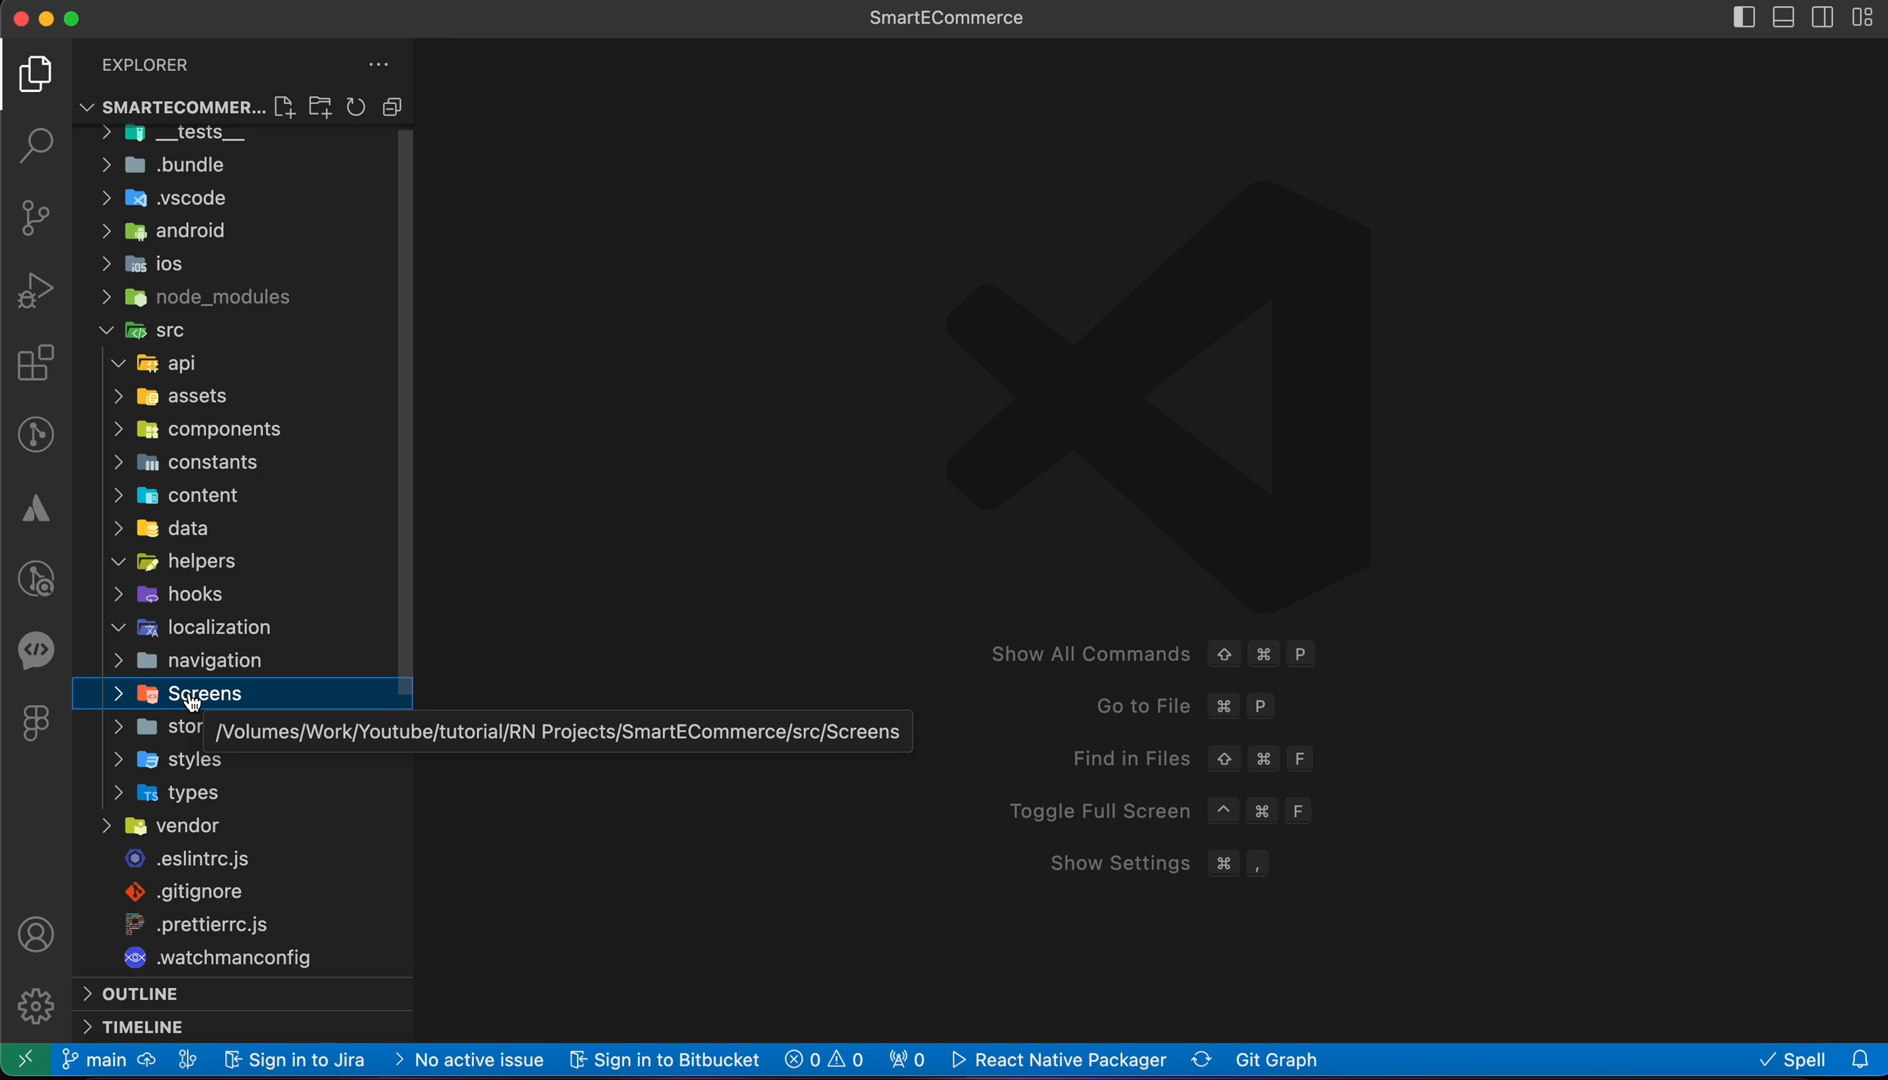 SmartECommerce
EXPLORER
SMARTECOMMER...
__tests__
.bundle
.vscode
android
ios
node_modules
src
api
assets
components
constants
content
data
helpers
hooks
localization
navigation
Screens
stor
/Volumes/Work/Youtube/tutorial/RN Projects/SmartECommerce/src/Screens
styles
types
vendor
.eslintrc.js
.gitignore
.prettierrc.js
.watchmanconfig
OUTLINE
TIMELINE
Show All Commands ⇧ ⌘ P
Go to File ⌘ P
Find in Files ⇧ ⌘ F
Toggle Full Screen ^ ⌘ F
Show Settings ⌘ ,
main Sign in to Jira No active issue Sign in to Bitbucket 0 0 0 React Native Packager Git Graph Spell